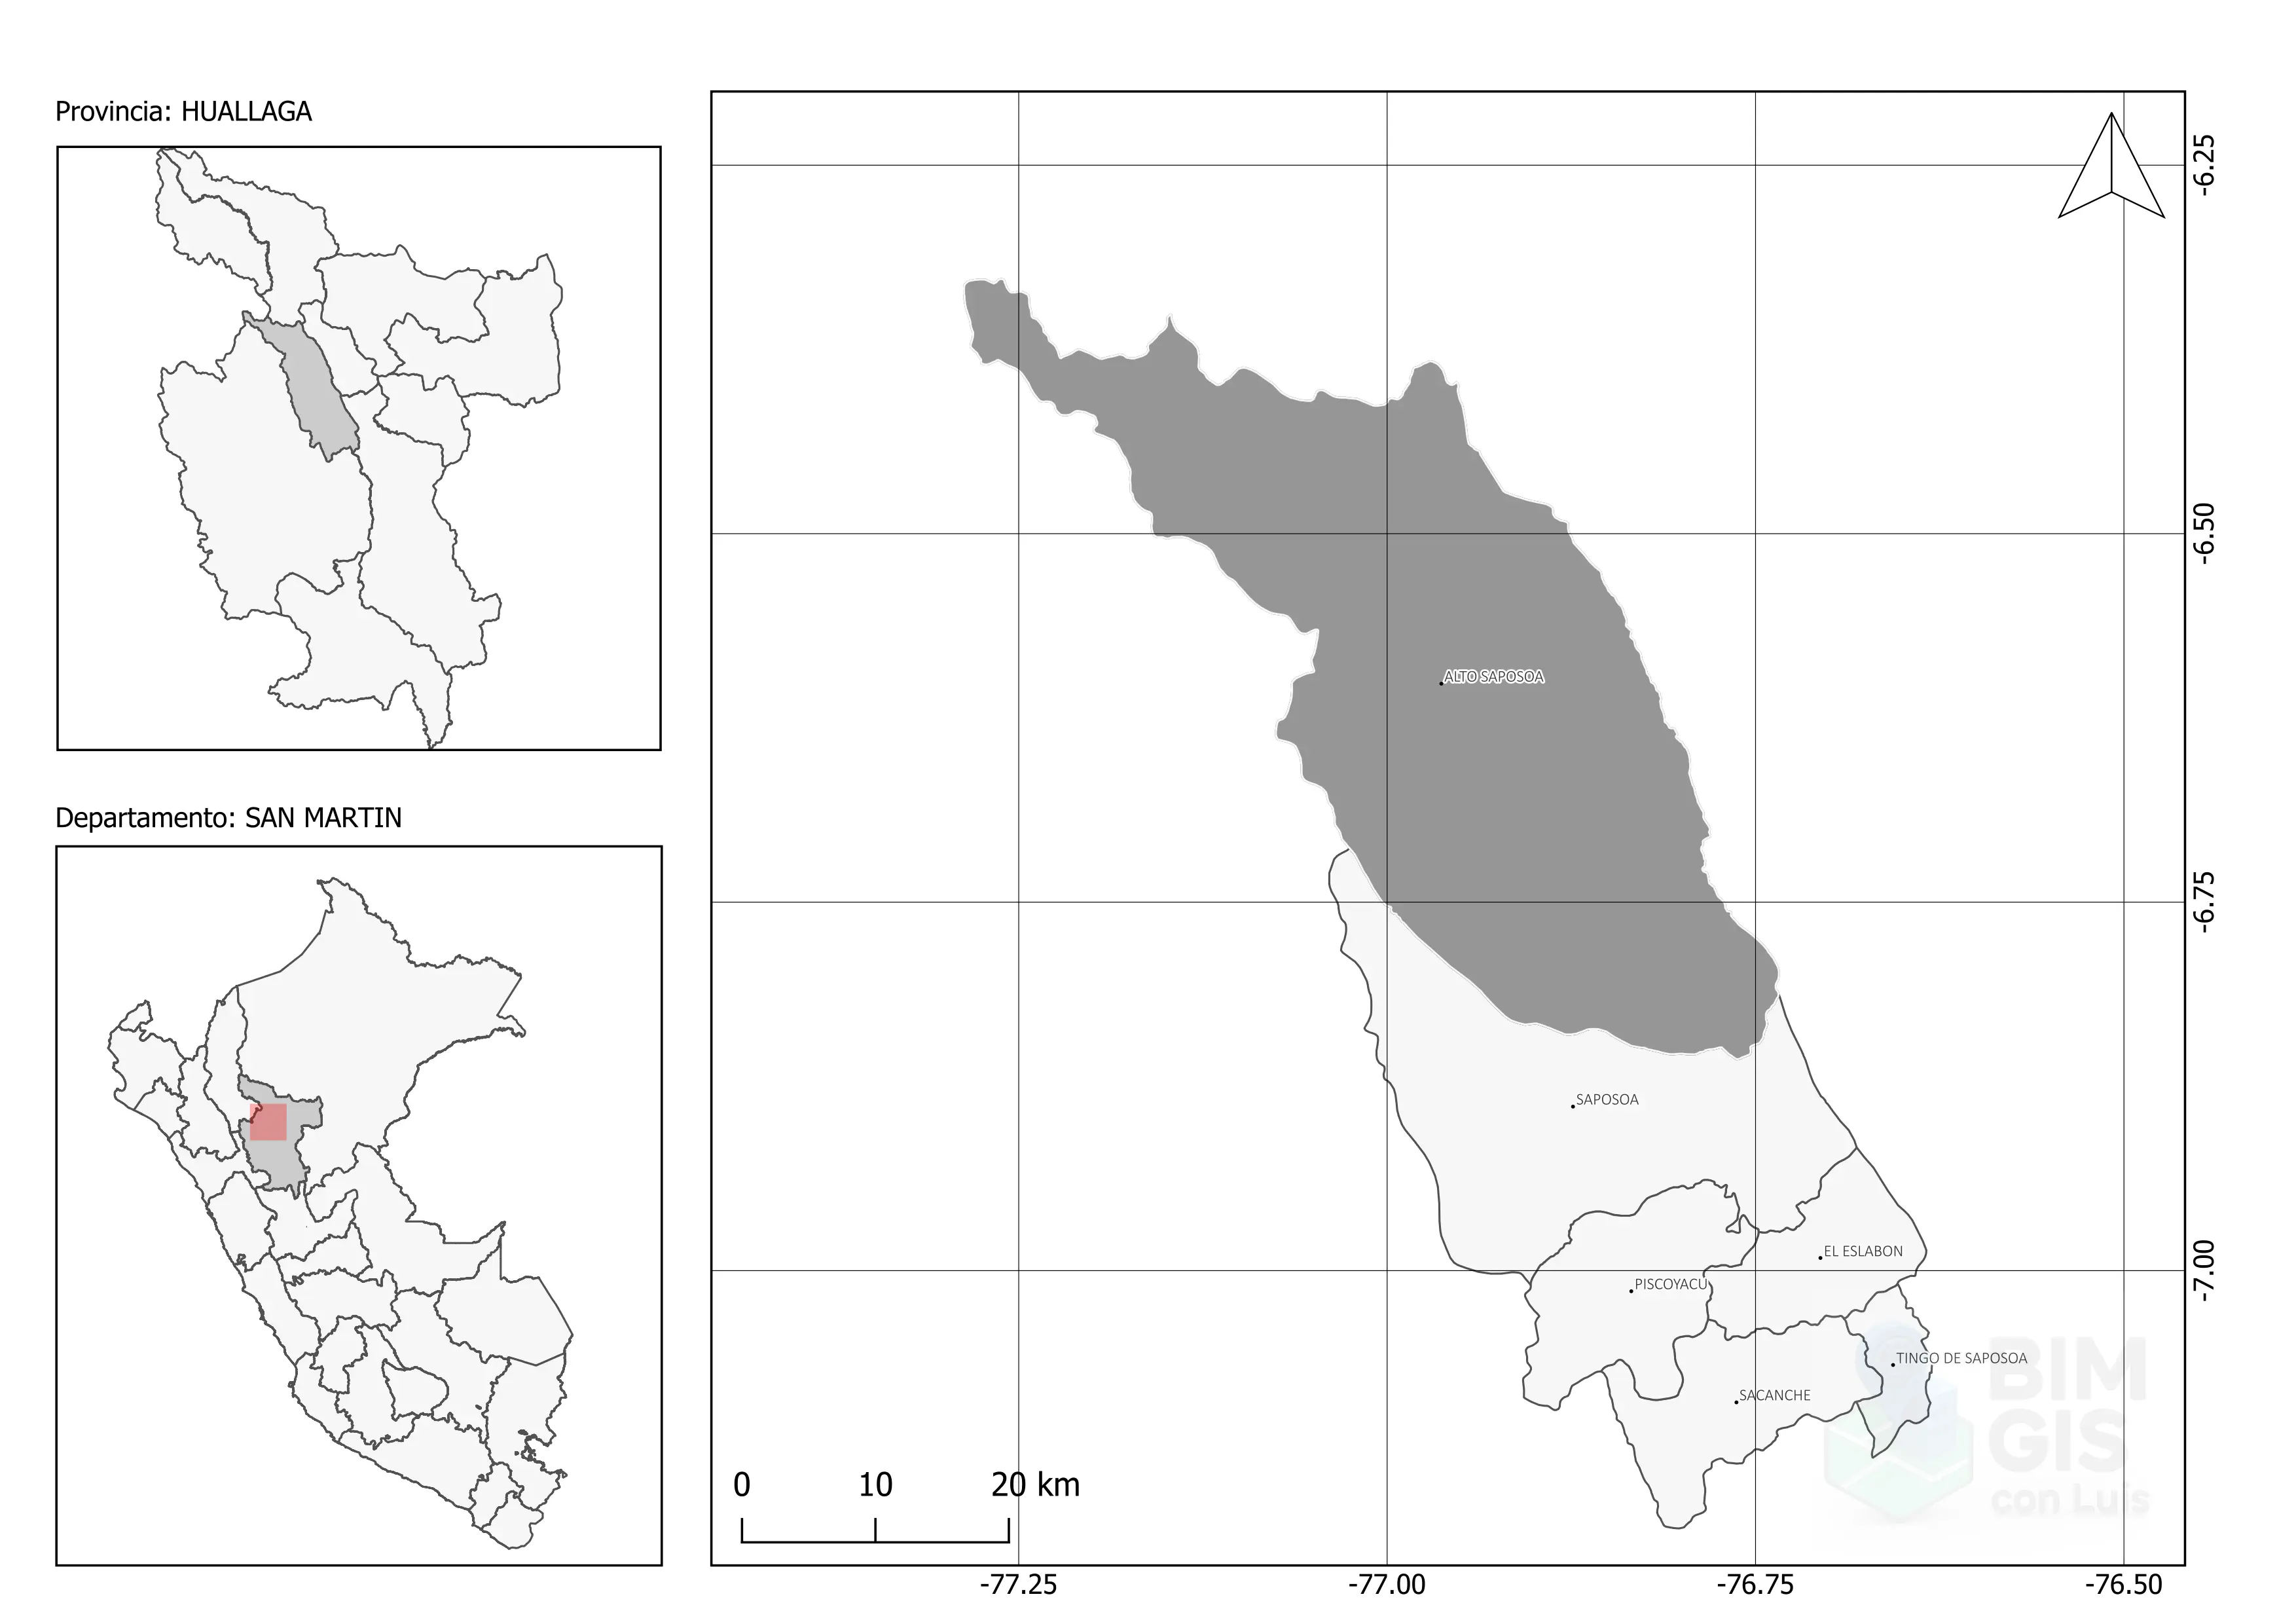 Provincia: HUALLAGA
Departamento: SAN MARTIN
-6.25
-6.50
-6.75
-7.00
ALTO SAPOSOA
SAPOSOA
EL ESLABON
PISCOYACU
TINGO DE SAPOSOA
SACANCHE
BIM
GIS
con Luis
0 10 20 km
-77.25 -77.00 -76.75 -76.50